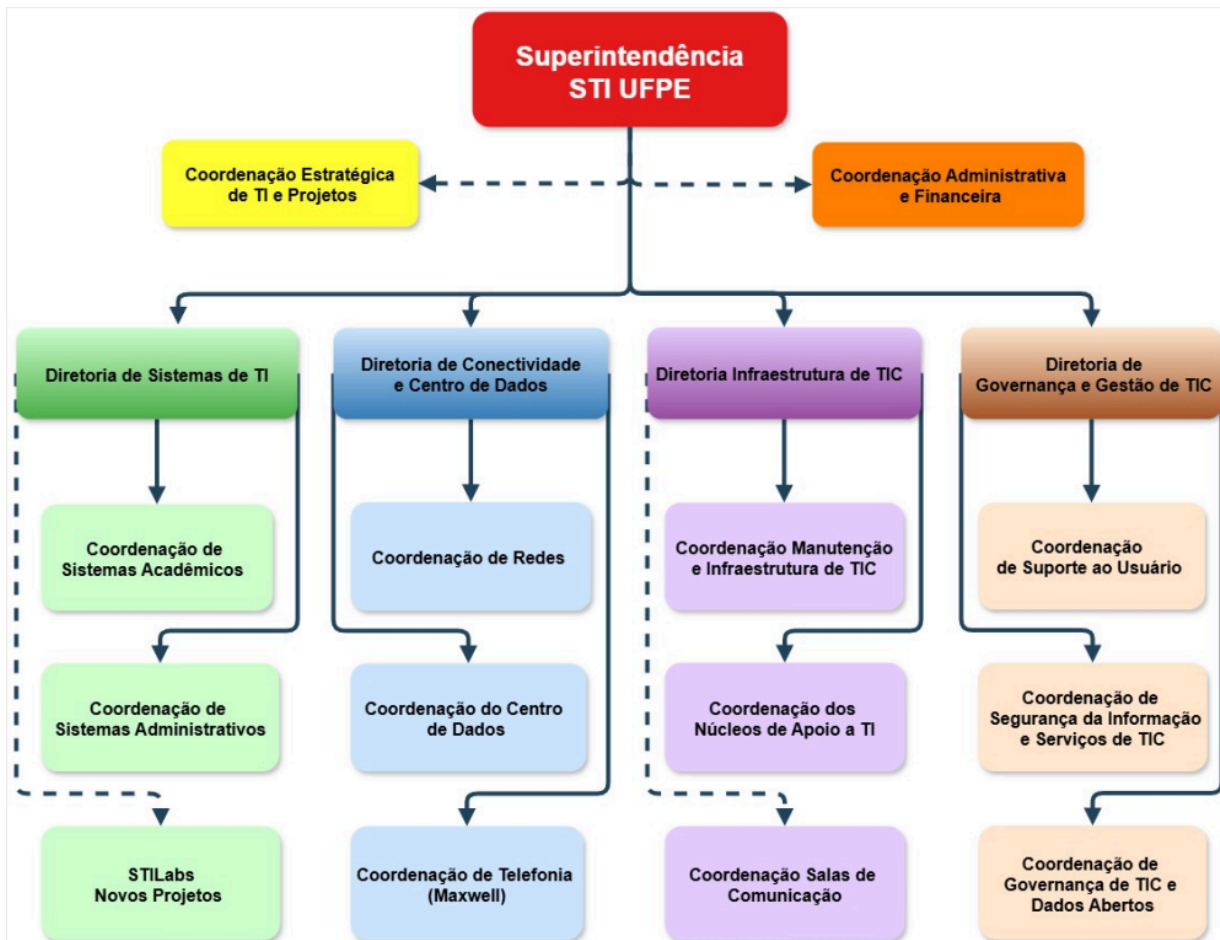 Superintendência
STI UFPE
Coordenação Estratégica
de TI e Projetos
Coordenação Administrativa
e Financeira
Diretoria de Sistemas de TI
Diretoria de Conectividade
e Centro de Dados
Diretoria Infraestrutura de TIC
Diretoria de
Governança e Gestão de TIC
Coordenação de
Sistemas Acadêmicos
Coordenação de Redes
Coordenação Manutenção
e Infraestrutura de TIC
Coordenação
de Suporte ao Usuário
Coordenação de
Sistemas Administrativos
Coordenação do Centro
de Dados
Coordenação dos
Núcleos de Apoio a TI
Coordenação de
Segurança da Informação
e Serviços de TIC
STILabs
Novos Projetos
Coordenação de Telefonia
(Maxwell)
Coordenação Salas de
Comunicação
Coordenação de
Governança de TIC e
Dados Abertos